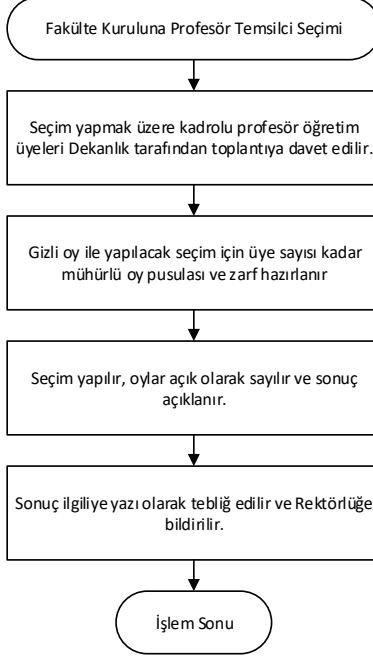 Fakülte Kuruluna Profesör Temsilci Seçimi
Seçim yapmak üzere kadrolu profesör öğretim
üyeleri Dekanlık tarafından toplantıya davet edilir.
Gizli oy ile yapılacak seçim için üye sayısı kadar
mühürlü oy pusulası ve zarf hazırlanır
Seçim yapılır, oylar açık olarak sayılır ve sonuç
açıklanır.
Sonuç ilgiliye yazı olarak tebliğ edilir ve Rektörlüğe
bildirilir.
İşlem Sonu